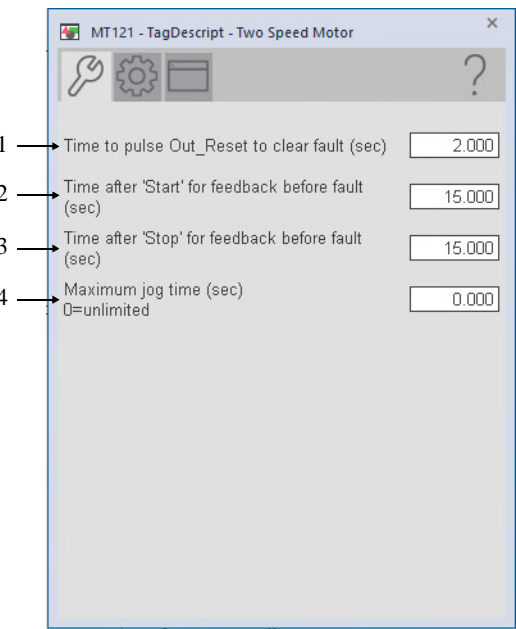 MT121 - TagDescript - Two Speed Motor
1 Time to pulse Out_Reset to clear fault (sec) 2.000
2 Time after 'Start' for feedback before fault
(sec) 15.000
3 Time after 'Stop' for feedback before fault
(sec) 15.000
4 Maximum jog time (sec)
0=unlimited 0.000